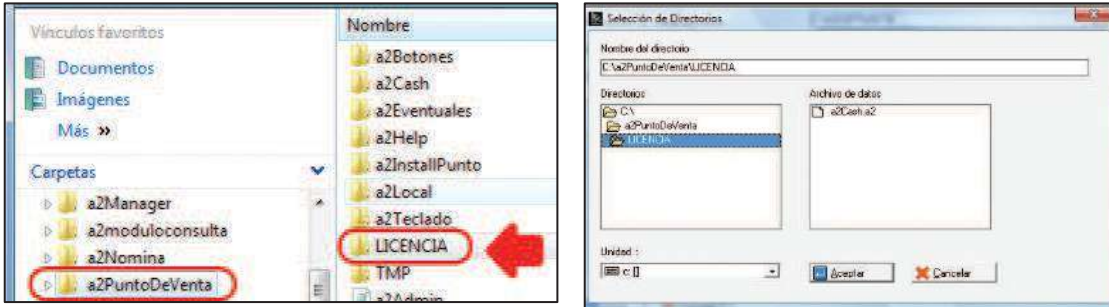 Vínculos favoritos
Documentos
Imágenes
Más »
Carpetas
a2Manager
a2moduloconsulta
a2Nomina
a2PuntoDeVenta
Nombre
a2Botones
a2Cash
a2Eventuales
a2Help
a2InstallPunto
a2Local
a2Teclado
LICENCIA
TMP
a2Admin
Selección de Directorios
Nombre del directorio
C:\a2PuntoDeVenta\LICENCIA
Directorios
C:\
a2PuntoDeVenta
LICENCIA
Archivo de datos
a2Cash.a2
Unidad :
c: []
Aceptar
Cancelar